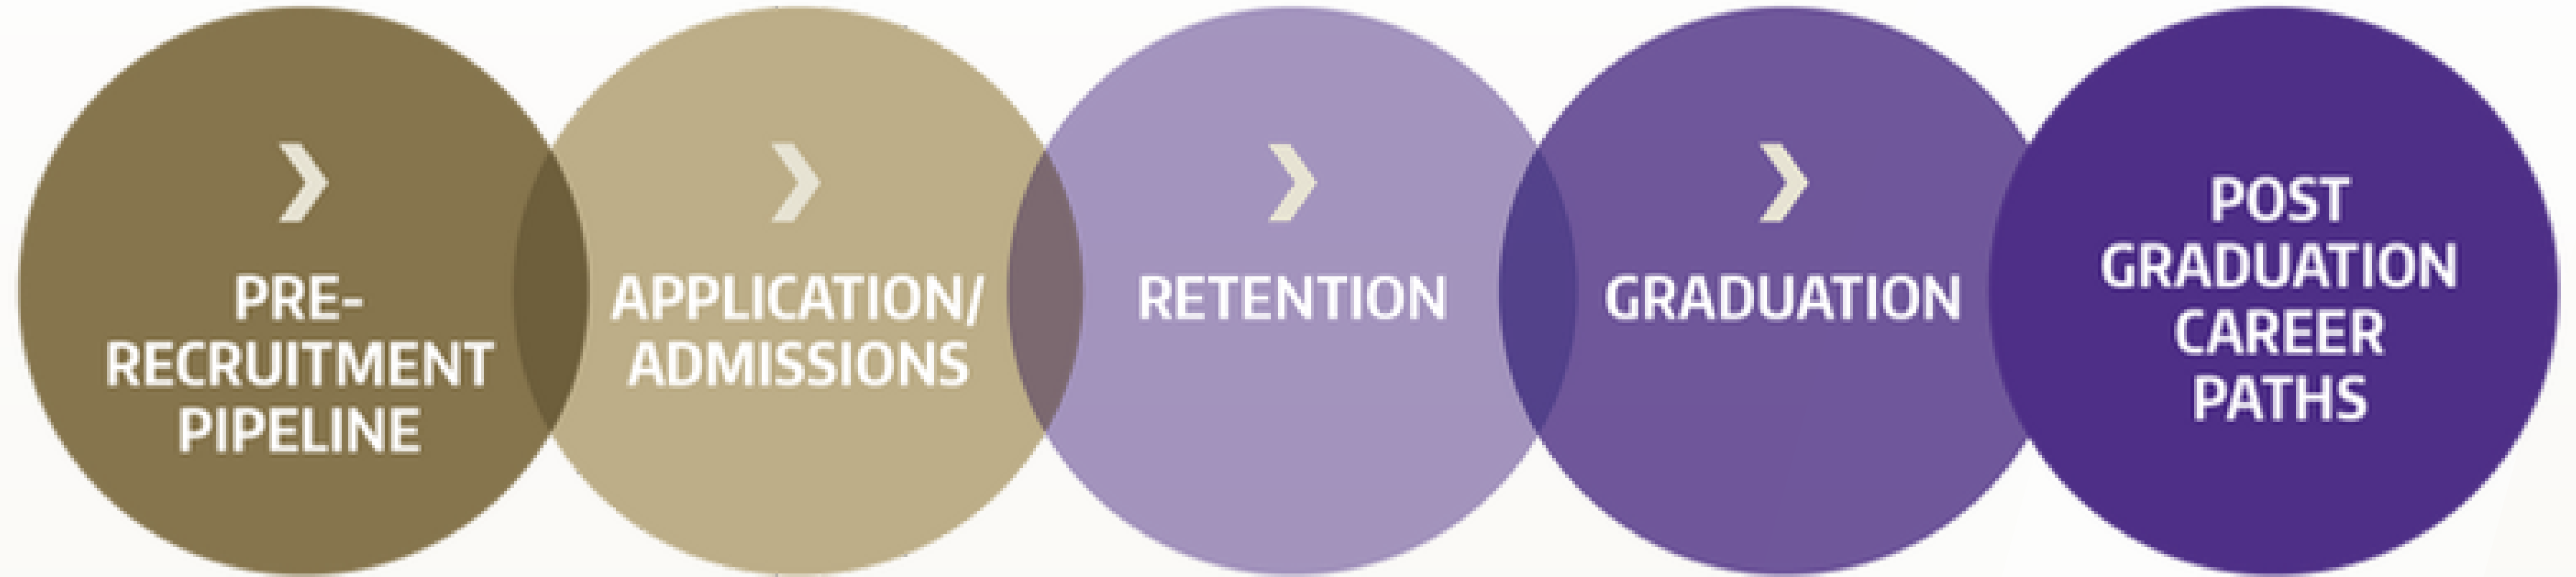 PRE-
RECRUITMENT
PIPELINE
APPLICATION/
ADMISSIONS
RETENTION
GRADUATION
POST
GRADUATION
CAREER
PATHS